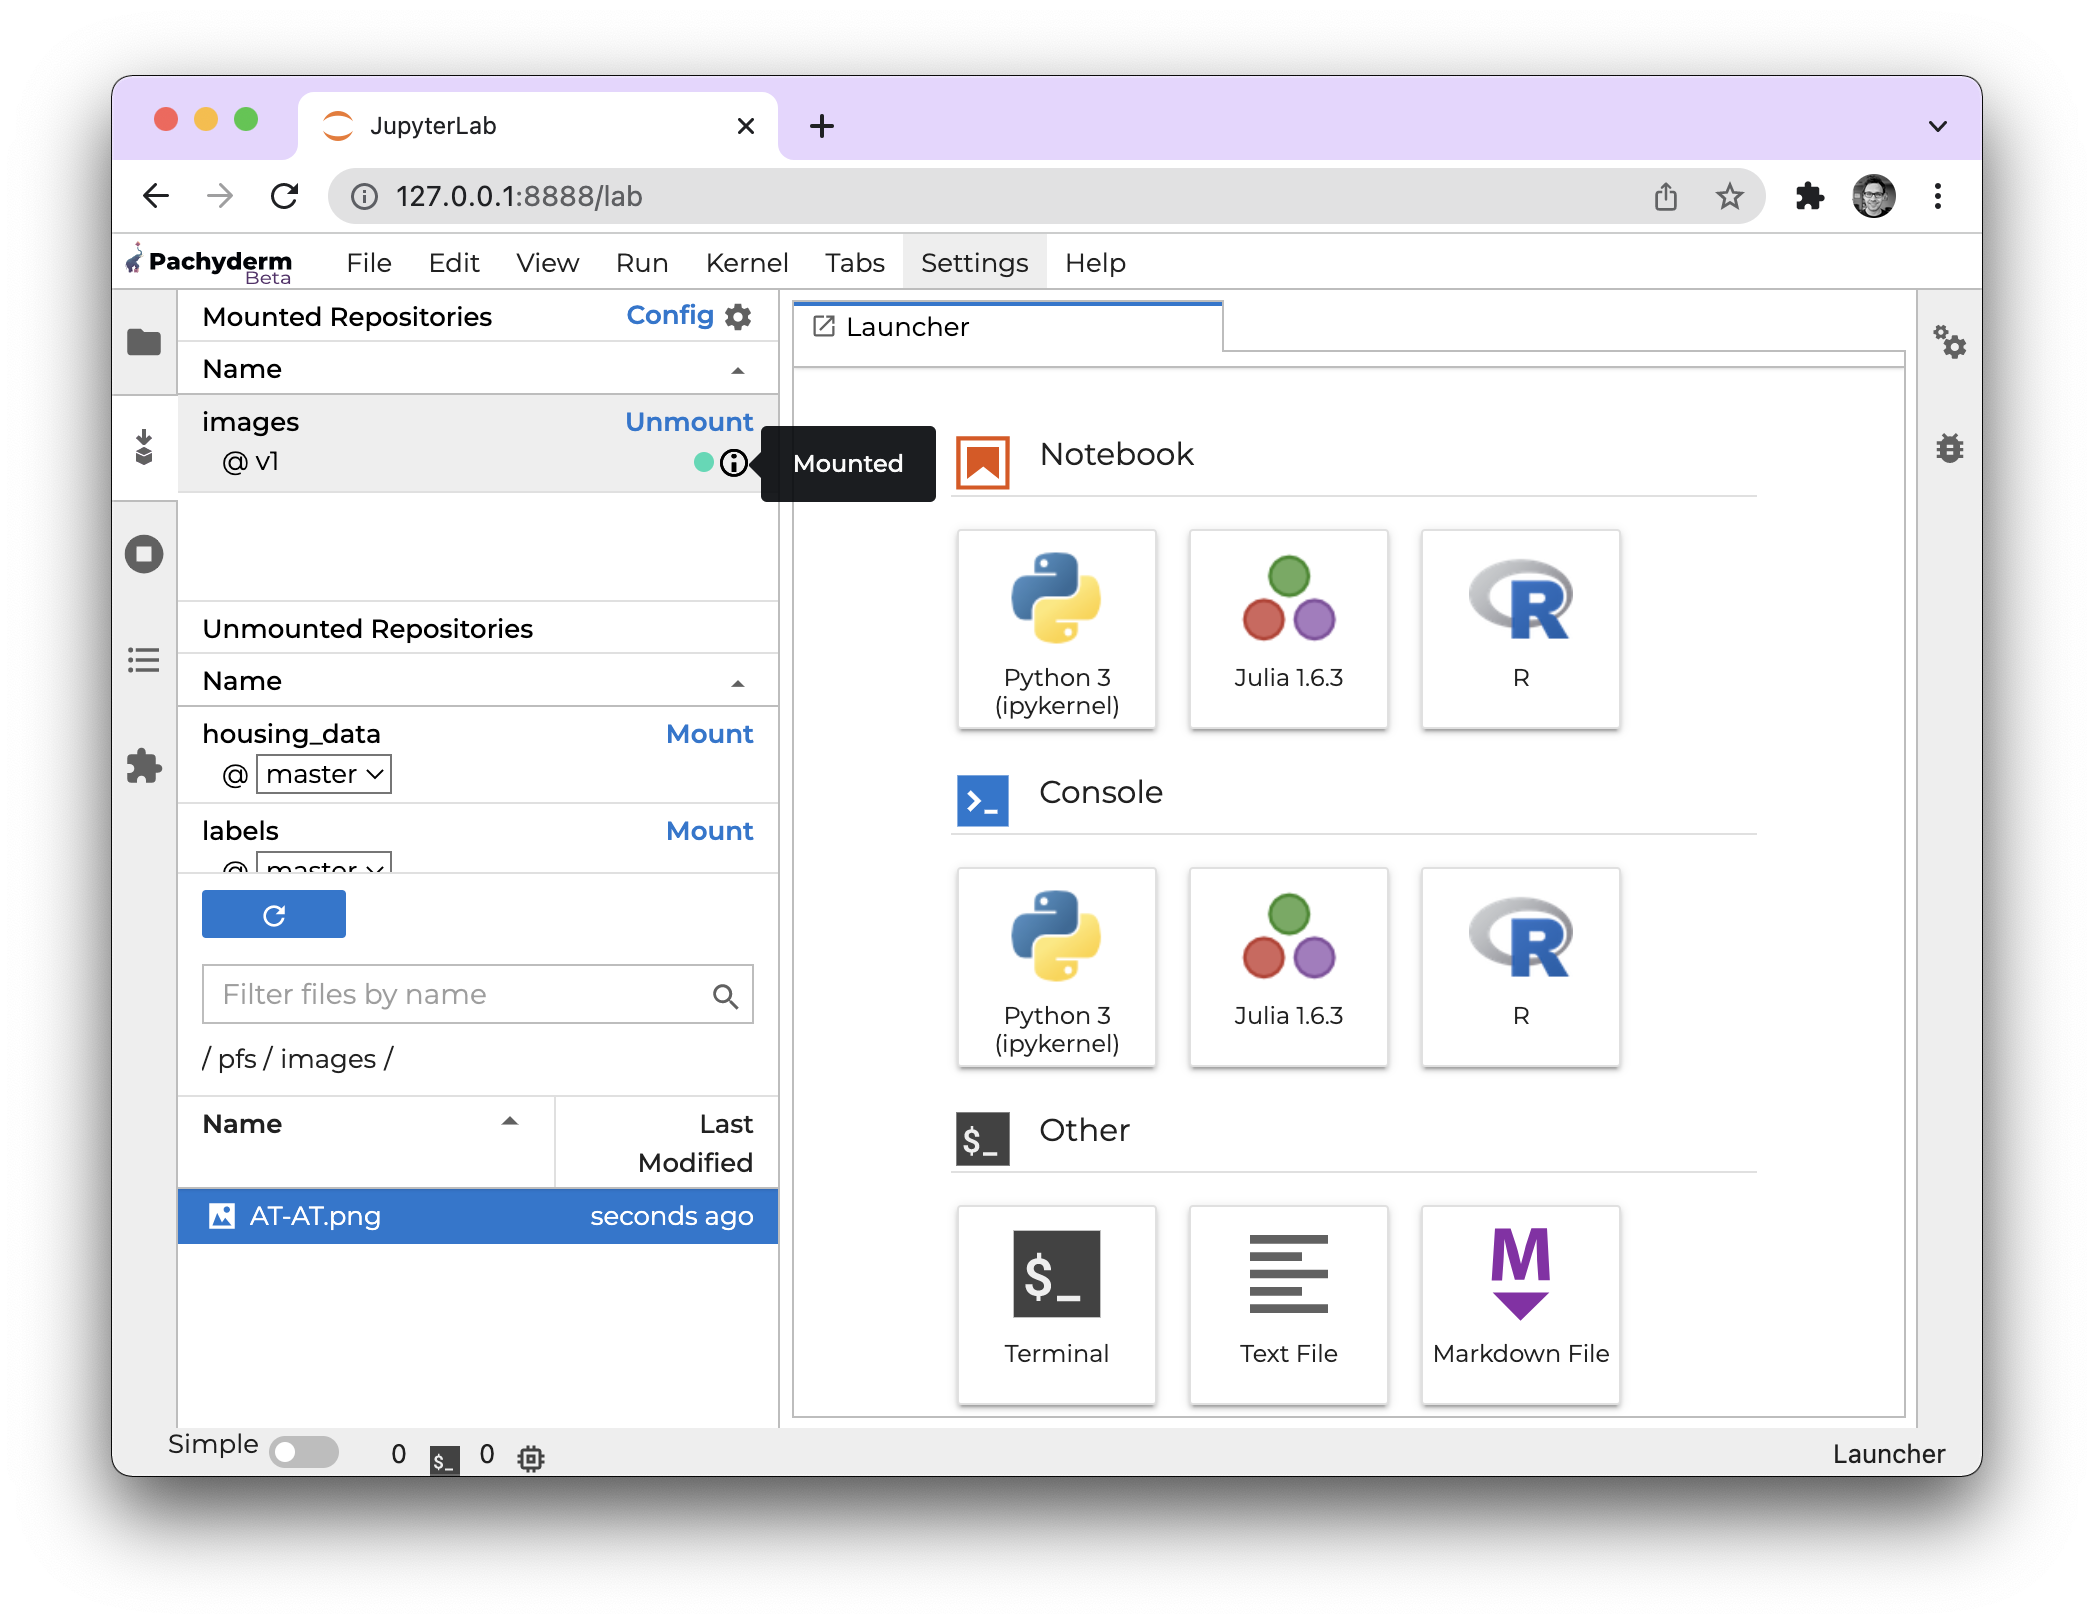 JupyterLab
127.0.0.1:8888/lab
Pachyderm
Beta
File Edit View Run Kernel Tabs Settings Help
Mounted Repositories Config
Name
images Unmount
@ v1
Mounted
Unmounted Repositories
Name
housing_data Mount
@ master
labels Mount
@ master
Filter files by name
/ pfs / images /
Name Last
Modified
AT-AT.png seconds ago
Launcher
Notebook
Python 3
(ipykernel)
Julia 1.6.3
R
Console
Python 3
(ipykernel)
Julia 1.6.3
R
Other
$_
$_
Terminal
Text File
M
Markdown File
Simple 0 $_ 0
Launcher